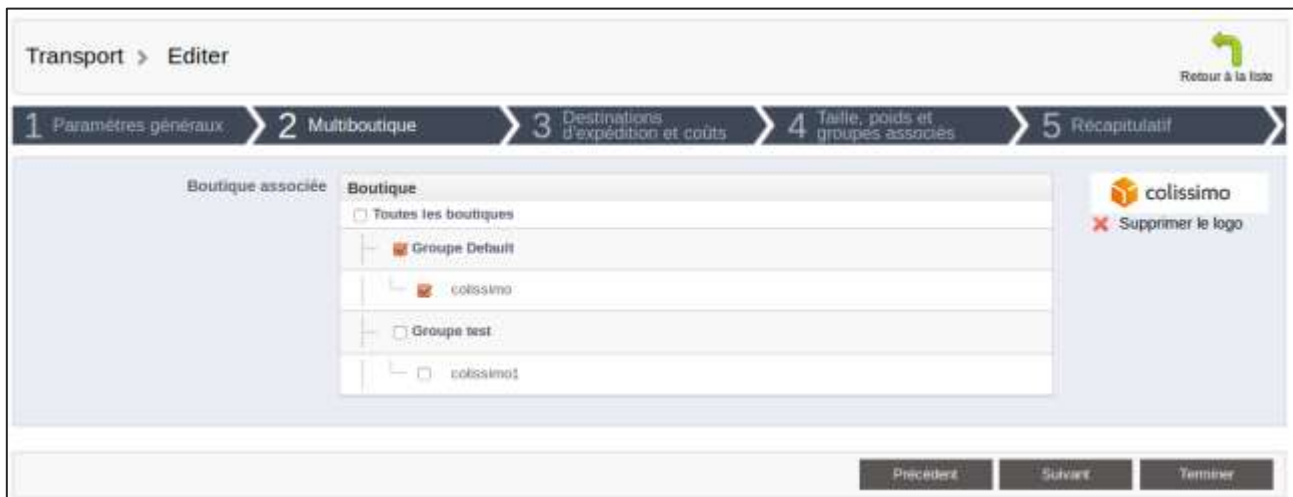 Transport > Editer
Retour à la liste
1 Paramètres généraux
2 Multiboutique
3 Destinations
d'expédition et coûts
4 Taille, poids et
groupes associés
5 Récapitulatif
Boutique associée
Boutique
Toutes les boutiques
Groupe Default
colissimo
Groupe test
colissimo1
colissimo
Supprimer le logo
Précédent
Suivant
Terminer